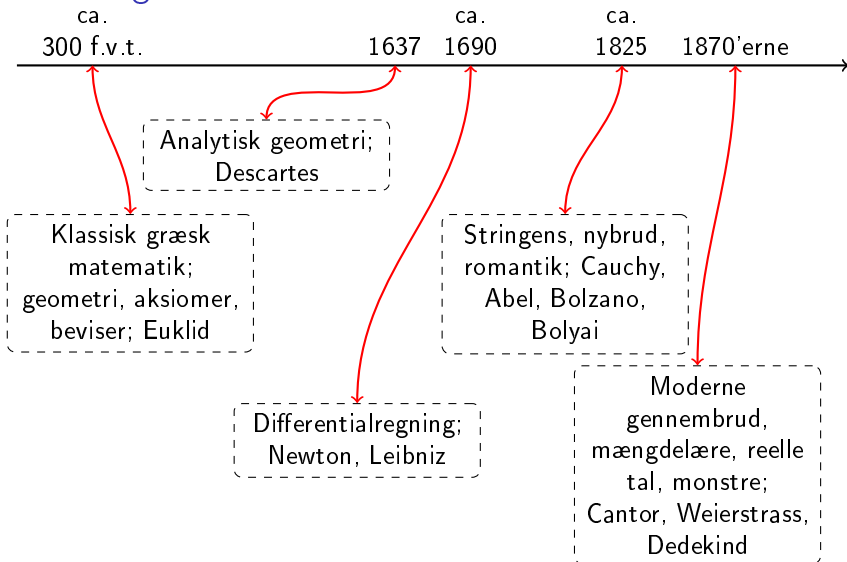 ca.
300 f.v.t.
1637
ca.
1690
ca.
1825
1870'erne
Analytisk geometri;
Descartes
Klassisk græsk
matematik;
geometri, aksiomer,
beviser; Euklid
Stringens, nybrud,
romantik; Cauchy,
Abel, Bolzano,
Bolyai
Differentialregning;
Newton, Leibniz
Moderne
gennembrud,
mængdelære, reelle
tal, monstre;
Cantor, Weierstrass,
Dedekind